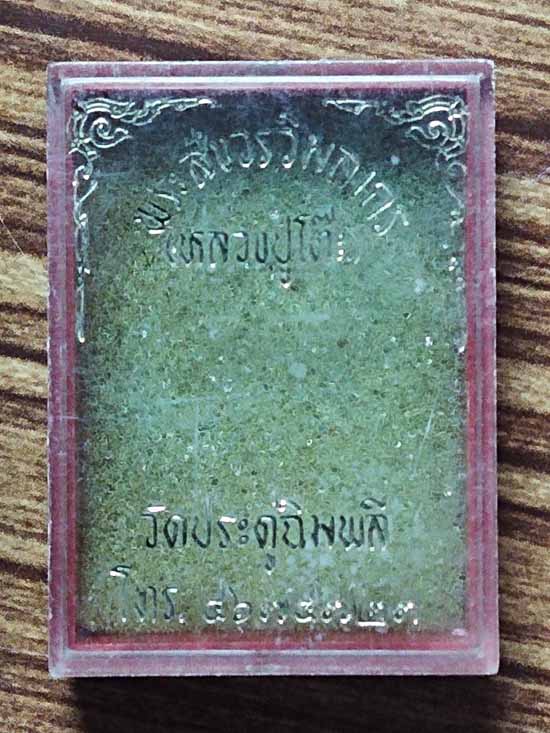 พระสังวรวิมลเถร
หลวงปู่โต๊ะ
วัดประดู่ฉิมพลี
โทร.